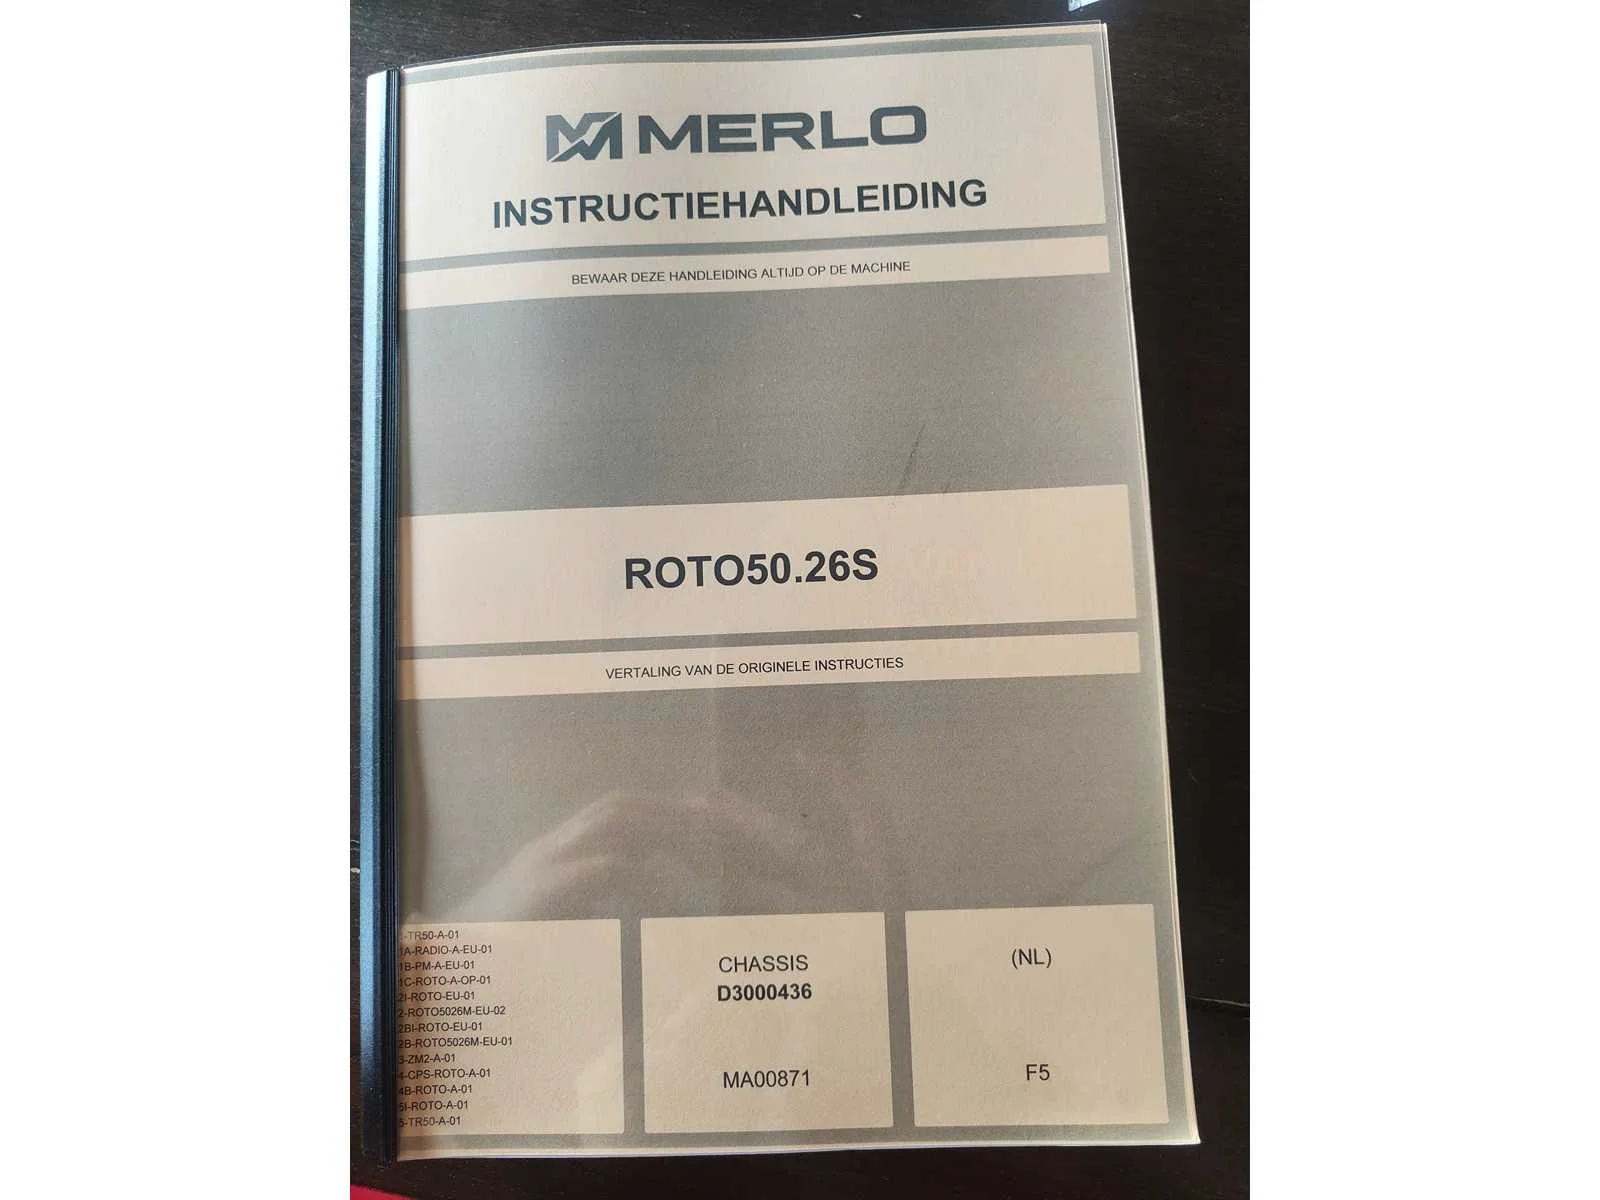 MERLO
INSTRUCTIEHANDLEIDING
BEWAAR DEZE HANDLEIDING ALTIJD OP DE MACHINE
ROTO50.26S
VERTALING VAN DE ORIGINELE INSTRUCTIES
-TR50-A-01
1A-RADIO-A-EU-01
1B-PM-A-EU-01
1C-ROTO-A-OP-01
2I-ROTO-EU-01
2-ROTO5026M-EU-02
2BI-ROTO-EU-01
2B-ROTO5026M-EU-01
3-ZM2-A-01
4-CPS-ROTO-A-01
4B-ROTO-A-01
5I-ROTO-A-01
5-TR50-A-01
CHASSIS
D3000436
MA00871
(NL)
F5